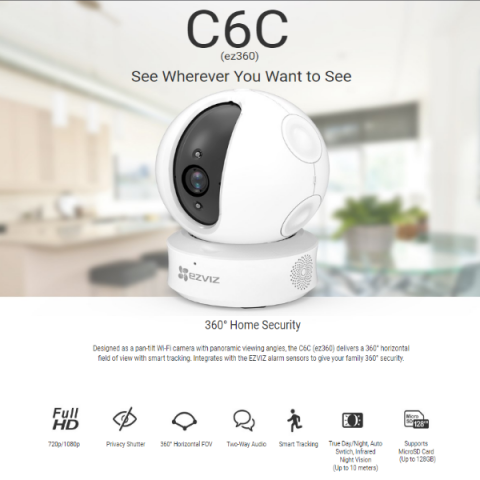 C6C
(ez360)
See Wherever You Want to See
ezviz
360° Home Security
Designed as a pan-tilt Wi-Fi camera with panoramic viewing angles, the C6C (ez360) delivers a 360° horizontal
field of view with smart tracking. Integrates with the EZVIZ alarm sensors to give your family 360° security.
Full
HD
720p/1080p
Privacy Shutter
360° Horizontal FOV
Two-Way Audio
Smart Tracking
True Day/Night, Auto
Svtich, Infrared
Night Vision
(Up to 10 meters)
Micro
SD
128GB
Supports
MicroSD Card
(Up to 128GB)